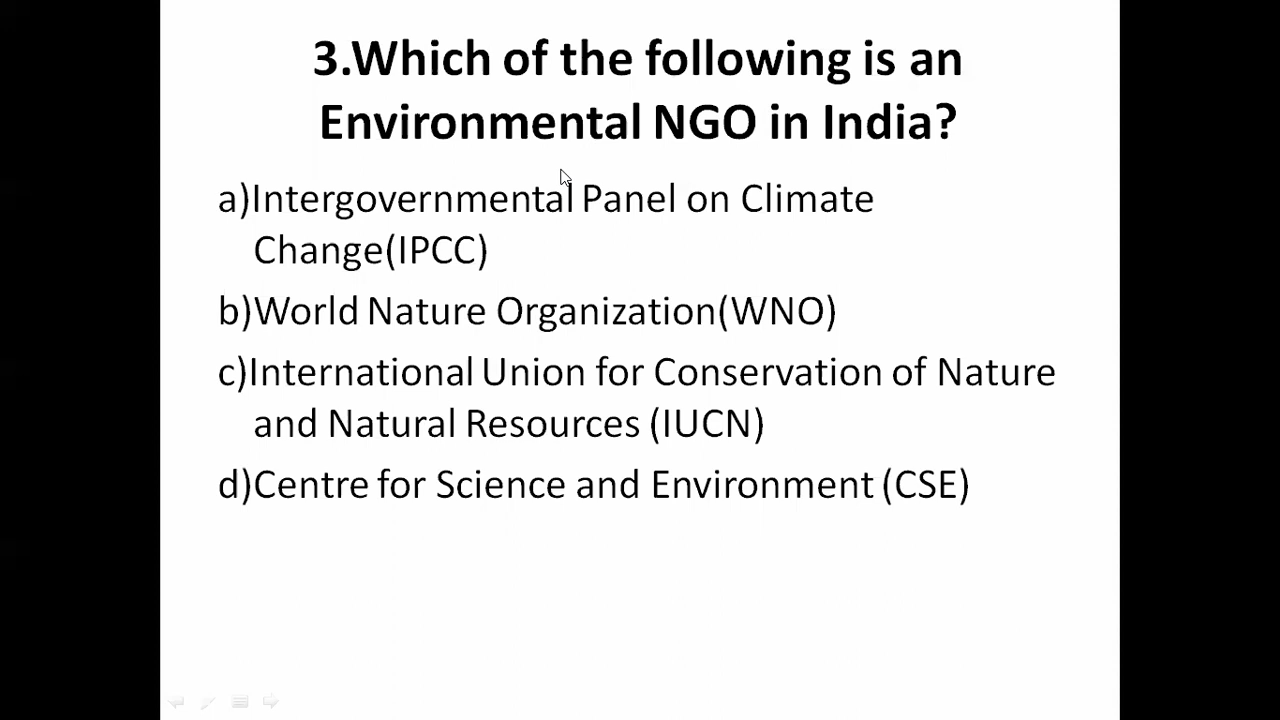 3.Which of the following is an
Environmental NGO in India?
a)Intergovernmental Panel on Climate
Change(IPCC)
b)World Nature Organization(WNO)
c)International Union for Conservation of Nature
and Natural Resources (IUCN)
d)Centre for Science and Environment (CSE)